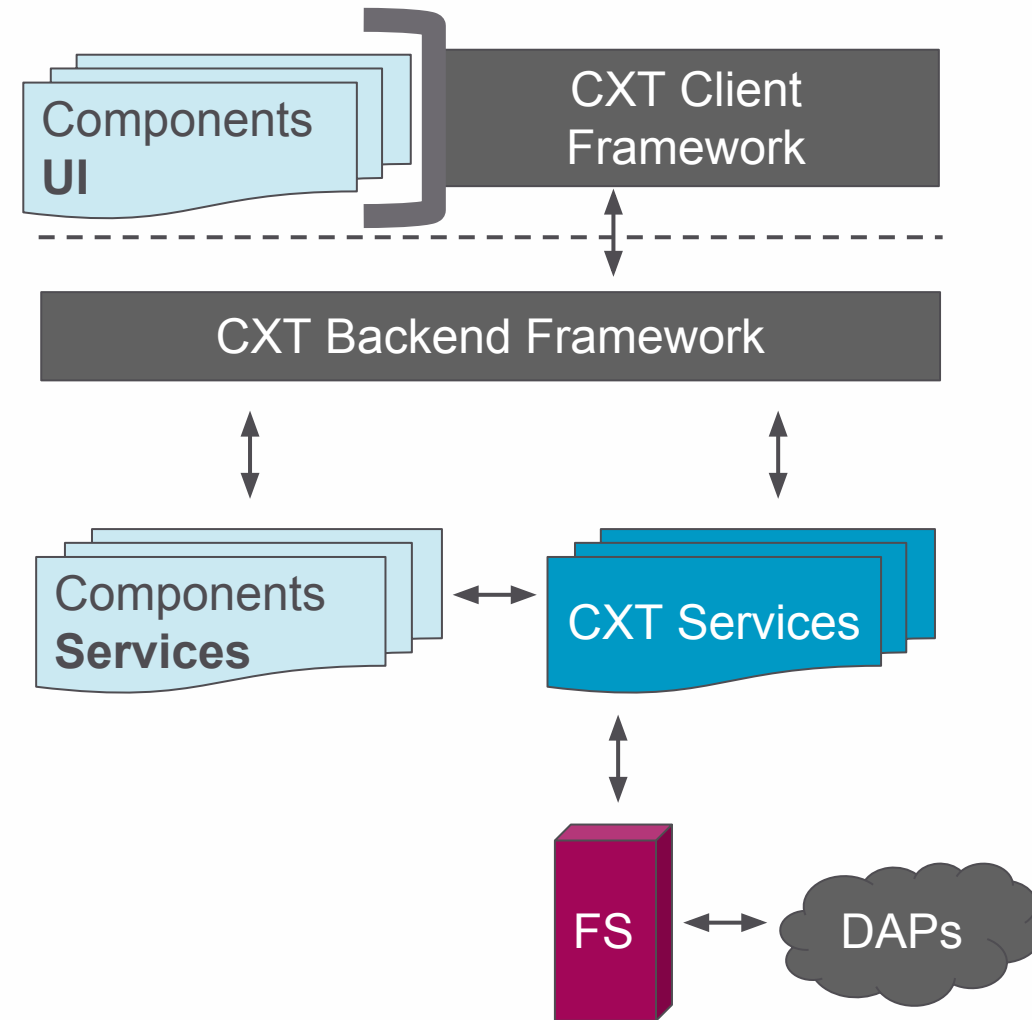 Components
UI
CXT Client
Framework
CXT Backend Framework
Components
Services
CXT Services
FS
DAPs